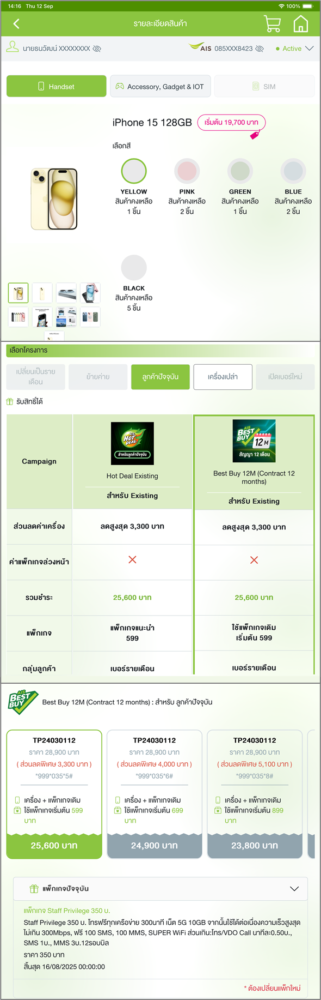 14:16 Thu 12 Sep
100%
รายละเอียดสินค้า
นายธนวัฒน์ XXXXXXXX
AIS 085XXX8423
Active
Handset
Accessory, Gadget & IOT
SIM
iPhone 15 128GB
เริ่มต้น 19,700 บาท
เลือกสี
YELLOW
สินค้าคงเหลือ
1 ชิ้น
PINK
สินค้าคงเหลือ
2 ชิ้น
GREEN
สินค้าคงเหลือ
1 ชิ้น
BLUE
สินค้าคงเหลือ
2 ชิ้น
BLACK
สินค้าคงเหลือ
5 ชิ้น
เลือกโครงการ
เปลี่ยนเป็นราย
เดือน
ย้ายค่าย
ลูกค้าปัจจุบัน
เครื่องเปล่า
เปิดเบอร์ใหม่
รับสิทธิ์ได้
Campaign
AIS
HOT
DEAL
สำหรับลูกค้าปัจจุบัน
Hot Deal Existing
สำหรับ Existing
AIS
BEST
BUY
12M
สัญญา 12 เดือน
Best Buy 12M (Contract 12
months)
สำหรับ Existing
ส่วนลดค่าเครื่อง
ลดสูงสุด 3,300 บาท
ลดสูงสุด 3,300 บาท
ค่าแพ็กเกจล่วงหน้า
รวมชำระ
25,600 บาท
25,600 บาท
แพ็กเกจ
แพ็กเกจแนะนำ
599
ใช้แพ็กเกจเดิม
เริ่มต้น 599
กลุ่มลูกค้า
เบอร์รายเดือน
เบอร์รายเดือน
AIS
BEST
BUY
Best Buy 12M (Contract 12 months) : สำหรับ ลูกค้าปัจจุบัน
TP24030112
ราคา 28,900 บาท
( ส่วนลดพิเศษ 3,300 บาท )
*999*035*5#
เครื่อง + แพ็กเกจเดิม
ใช้แพ็กเกจเริ่มต้น 599
บาท
25,600 บาท
TP24030112
ราคา 28,900 บาท
( ส่วนลดพิเศษ 4,000 บาท )
*999*035*6#
เครื่อง + แพ็กเกจเดิม
ใช้แพ็กเกจเริ่มต้น 699
บาท
24,900 บาท
TP24030112
ราคา 28,900 บาท
( ส่วนลดพิเศษ 5,100 บาท )
*999*035*8#
เครื่อง + แพ็กเกจเดิม
ใช้แพ็กเกจเริ่มต้น 899
บาท
23,800 บาท
แพ็กเกจปัจจุบัน
แพ็กเกจ Staff Privilege 350 บ.
Staff Privilege 350 บ. โทรฟรีทุกเครือข่าย 300นาที เน็ต 5G 10GB จากนั้นใช้ได้ต่อเนื่องความเร็วสูงสุด
ไม่เกิน 300Mbps, ฟรี 100 SMS, 100 MMS, SUPER WiFi ส่วนเกิน:โทร/VDO Call นาทีละ0.50บ.,
SMS 1บ., MMS 3บ.12รอบบิล
ราคา 350 บาท
สิ้นสุด 16/08/2025 00:00:00
* ต้องเปลี่ยนแพ็กใหม่